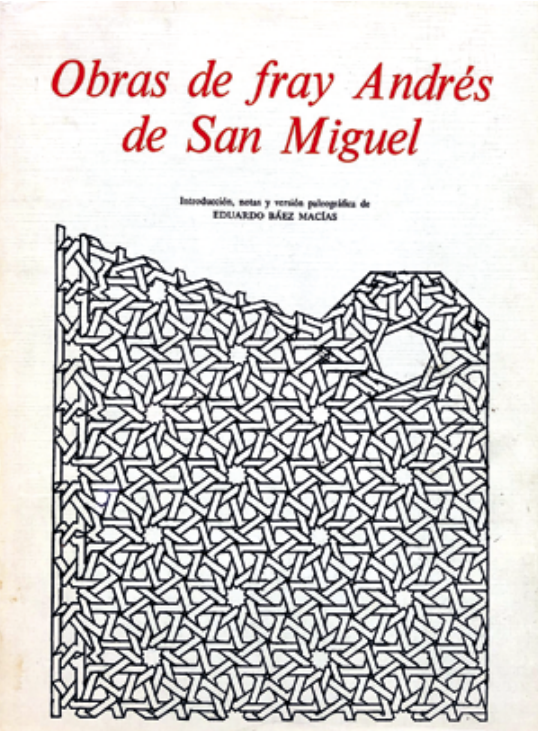 Obras de fray Andrés
de San Miguel
Introducción, notas y versión paleográfica de
EDUARDO BÁEZ MACÍAS